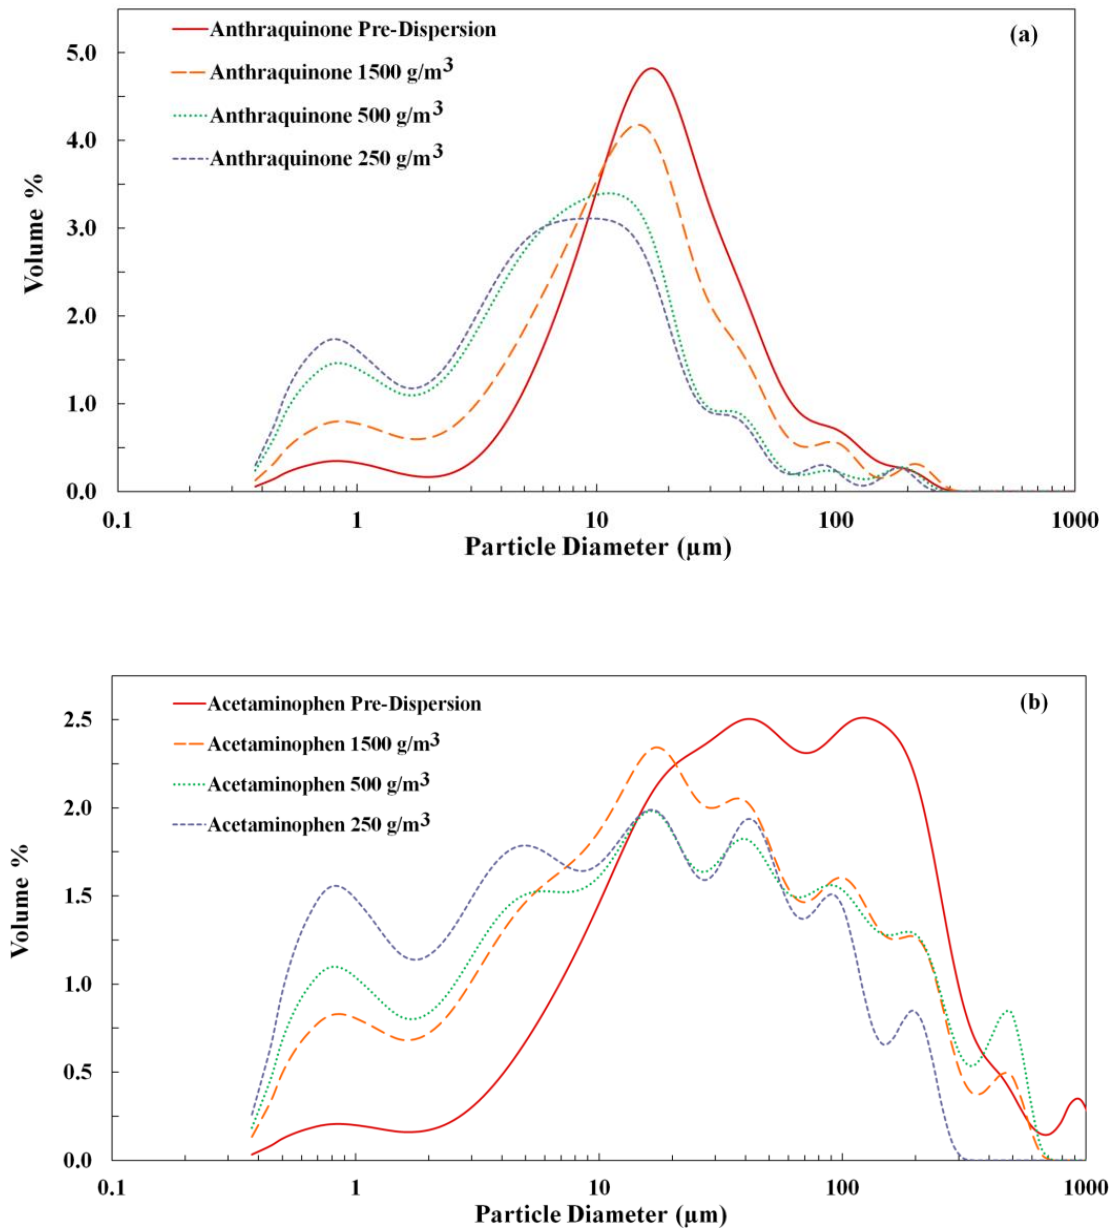 (a)
Anthraquinone Pre-Dispersion
Anthraquinone 1500 g/m³
Anthraquinone 500 g/m³
Anthraquinone 250 g/m³
Volume %
5.0
4.0
3.0
2.0
1.0
0.0
0.1 1 10 100 1000
Particle Diameter (µm)
(b)
Acetaminophen Pre-Dispersion
Acetaminophen 1500 g/m³
Acetaminophen 500 g/m³
Acetaminophen 250 g/m³
Volume %
2.5
2.0
1.5
1.0
0.5
0.0
0.1 1 10 100 1000
Particle Diameter (µm)